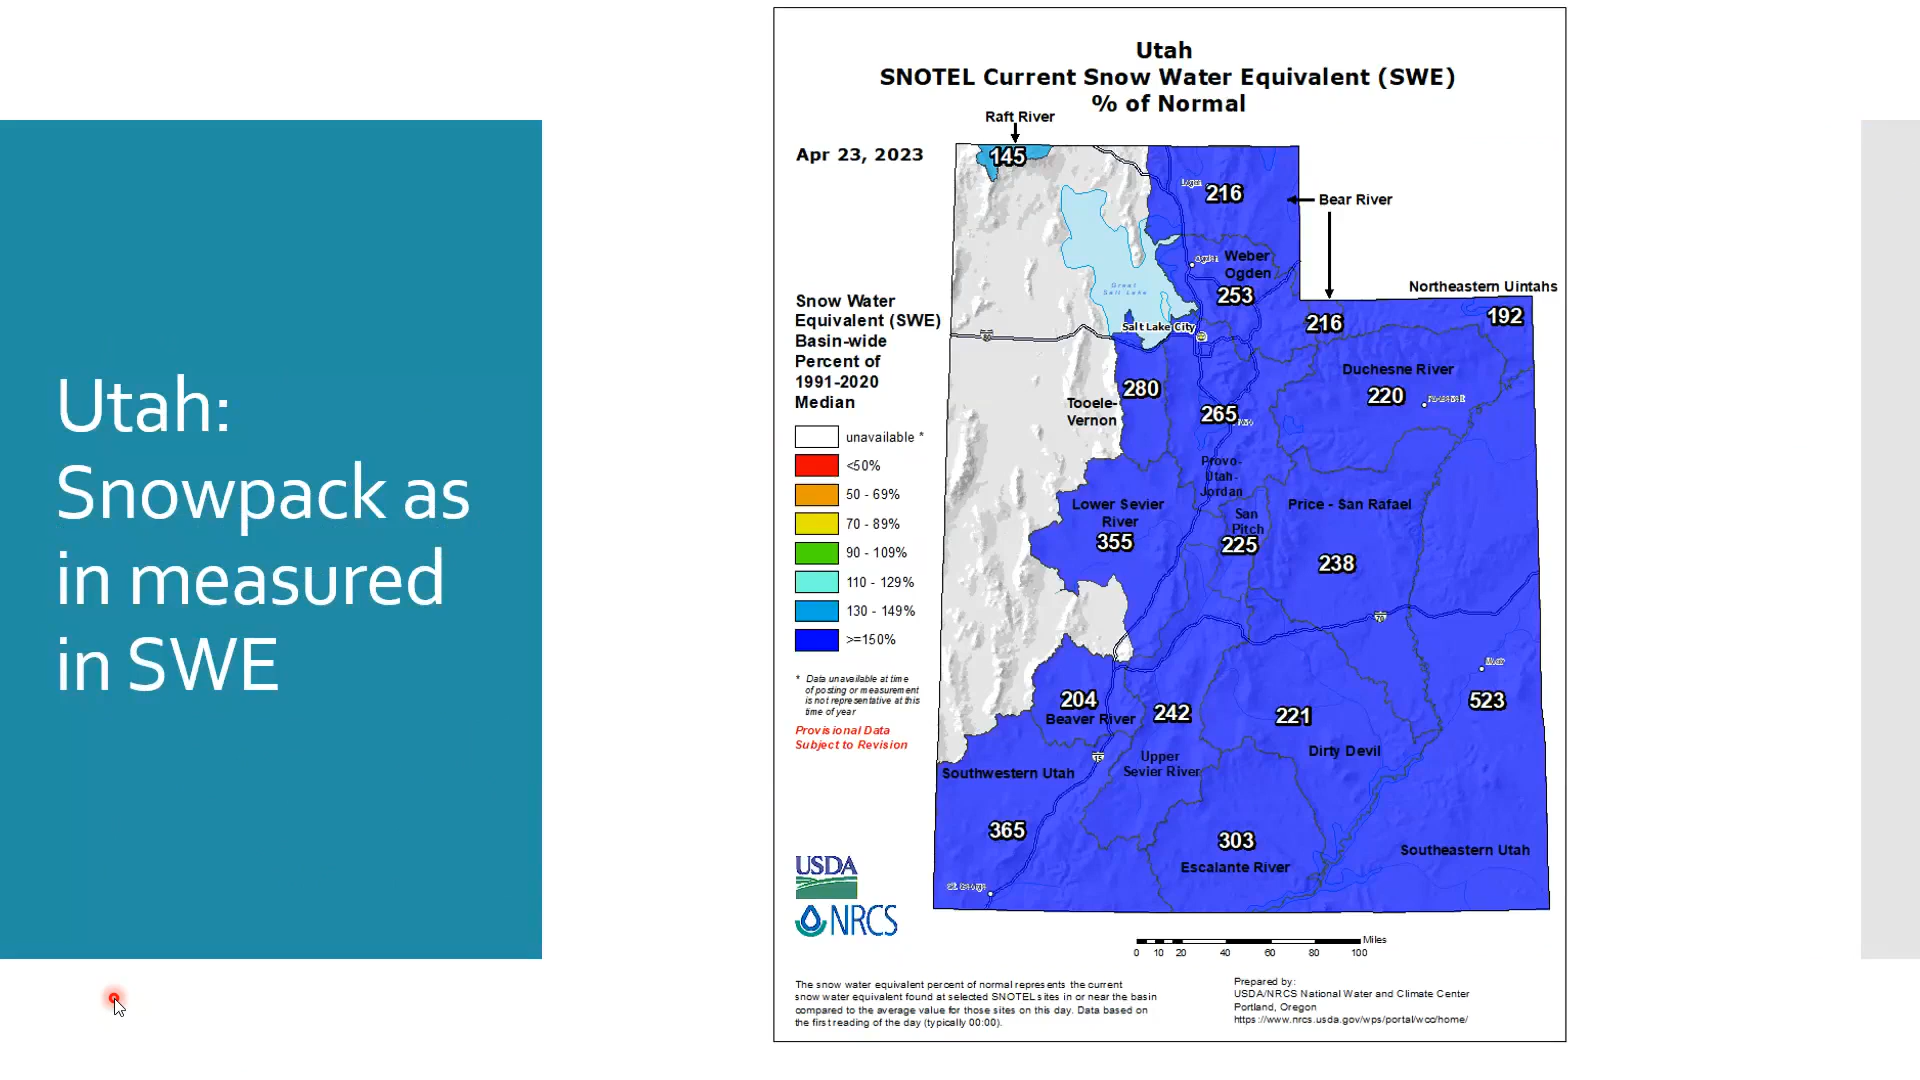 Utah:
Snowpack as
in measured
in SWE
Utah
SNOTEL Current Snow Water Equivalent (SWE)
% of Normal
Apr 23, 2023
Raft River
145
216
Bear River
Weber
Ogden
253
Northeastern Uintahs
192
216
Great
Salt Lake
Salt Lake City
Duchesne River
220
280
Tooele-
Vernon
265
Provo-
Utah-
Jordan
Lower Sevier
River
355
San
Pitch
225
Price - San Rafael
238
70
204
Beaver River
242
Upper
Sevier River
221
Dirty Devil
523
15
Southwestern Utah
365
303
Escalante River
Southeastern Utah
Snow Water
Equivalent (SWE)
Basin-wide
Percent of
1991-2020
Median
unavailable *
<50%
50 - 69%
70 - 89%
90 - 109%
110 - 129%
130 - 149%
>=150%
* Data unavailable at time
of posting or measurement
is not representative at this
time of year
Provisional Data
Subject to Revision
USDA
NRCS
Miles
0 10 20 40 60 80 100
The snow water equivalent percent of normal represents the current
snow water equivalent found at selected SNOTEL sites in or near the basin
compared to the average value for those sites on this day. Data based on
the first reading of the day (typically 00:00).
Prepared by:
USDA/NRCS National Water and Climate Center
Portland, Oregon
https://www.nrcs.usda.gov/wps/portal/wcc/home/